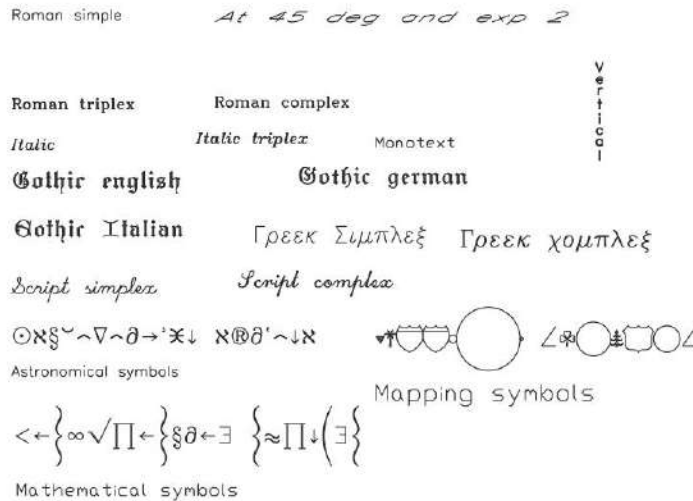 Roman simple At 45 deg and exp 2
Vertical
Roman triplex Roman complex
Italic Italic triplex Monotext
Gothic english Gothic german
Gothic Italian Γρεεκ Σιμπλεξ Γρεεκ χομπλεξ
Script simplex Script complex
⊙ℵ§˘⌢∇⌢∂→‛ж↓ ℵ®∂‛⌢↓ℵ
Astronomical symbols
Mapping symbols
<←}∞√∏←}§∂←∃ {≈∏↓(∃{
Mathematical symbols